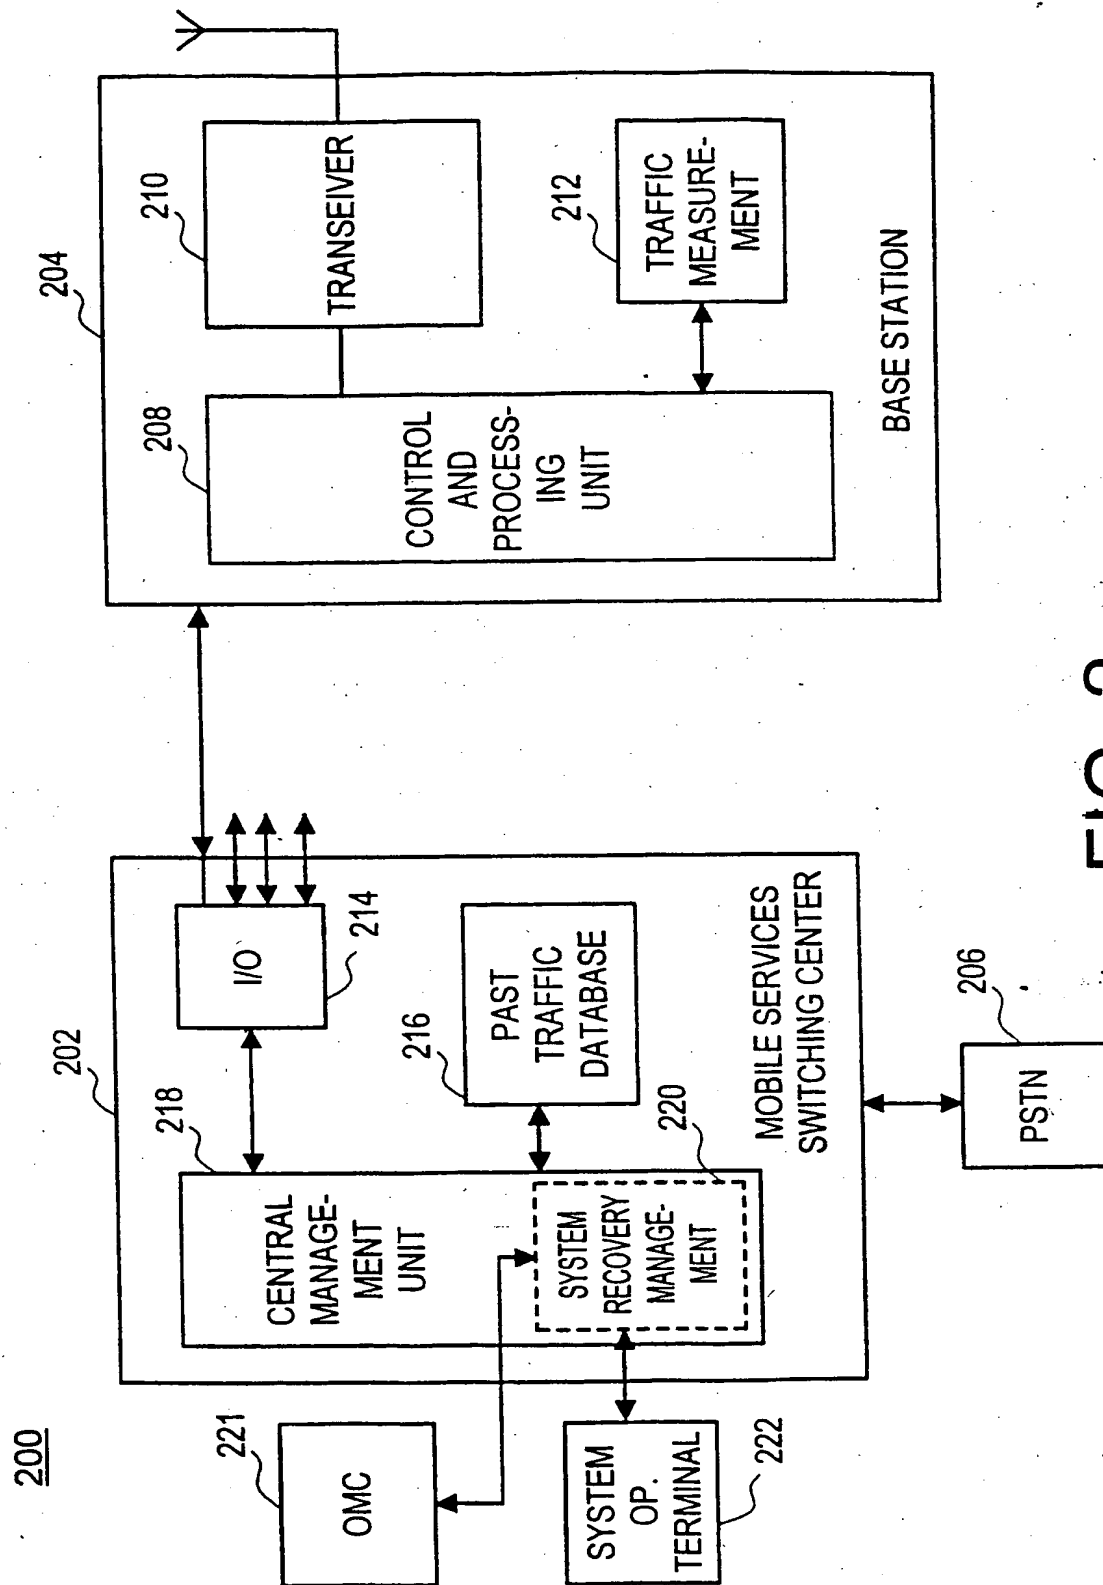 200
202
218
CENTRAL
MANAGE-
MENT
UNIT
I/O
214
216
PAST
TRAFFIC
DATABASE
220
SYSTEM
RECOVERY
MANAGE-
MENT
MOBILE SERVICES
SWITCHING CENTER
221
OMC
SYSTEM
OP.
TERMINAL
222
206
PSTN
204
208
CONTROL
AND
PROCESS-
ING
UNIT
210
TRANSEIVER
212
TRAFFIC
MEASURE-
MENT
BASE STATION